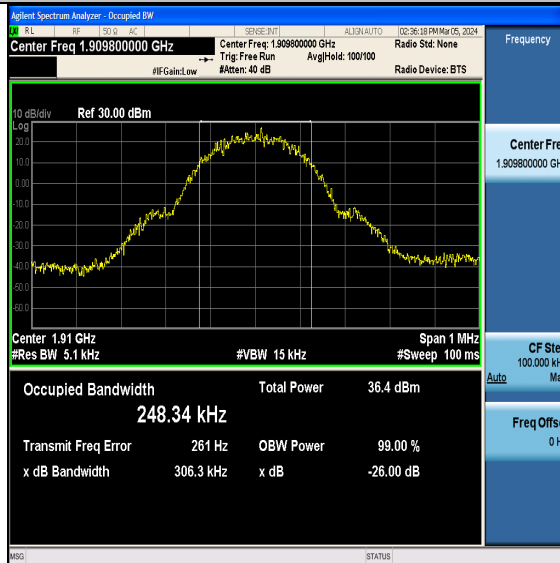 Agilent Spectrum Analyzer - Occupied BW
RL RF 50 Ω AC SENSE:INT ALIGN AUTO 02:36:18 PM Mar 05, 2024
Center Freq 1.909800000 GHz
Center Freq: 1.909800000 GHz
Radio Std: None
Trig: Free Run Avg|Hold: 100/100
#IFGain:Low #Atten: 40 dB Radio Device: BTS
Frequency
10 dB/div Ref 30.00 dBm
Log
20.0
10.0
0.00
-10.0
-20.0
-30.0
-40.0
-50.0
-60.0
Center 1.91 GHz Span 1 MHz
#Res BW 5.1 kHz #VBW 15 kHz #Sweep 100 ms
Occupied Bandwidth Total Power 36.4 dBm
248.34 kHz
Transmit Freq Error 261 Hz OBW Power 99.00 %
x dB Bandwidth 306.3 kHz x dB -26.00 dB
Center Fre
1.909800000 GH
CF Ste
100.000 kH
Auto Ma
Freq Offs
0 H
MSG STATUS